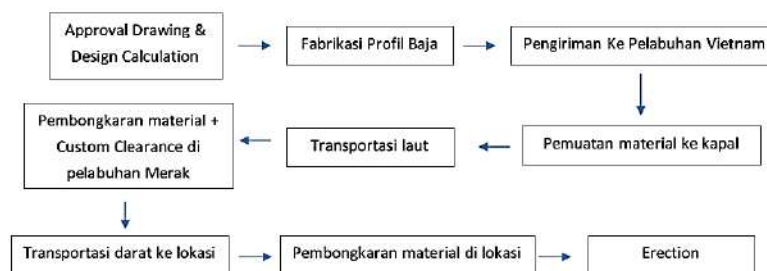 Approval Drawing &
Design Calculation
Fabrikasi Profil Baja
Pengiriman Ke Pelabuhan Vietnam
Pemuatan material ke kapal
Transportasi laut
Pembongkaran material +
Custom Clearance di
pelabuhan Merak
Transportasi darat ke lokasi
Pembongkaran material di lokasi
Erection